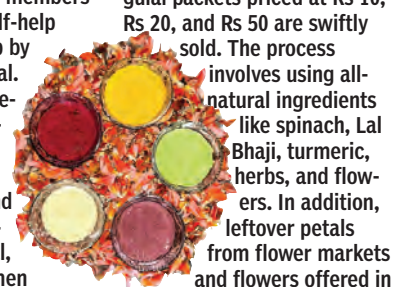 members
lf-help
by
al.
e-
nd
l,
gular packets priced at Rs 10,
Rs 20, and Rs 50 are swiftly
sold. The process
involves using all-
natural ingredients
like spinach, Lal
Bhaji, turmeric,
herbs, and flow-
ers. In addition,
leftover petals
from flower markets
and flowers offered in